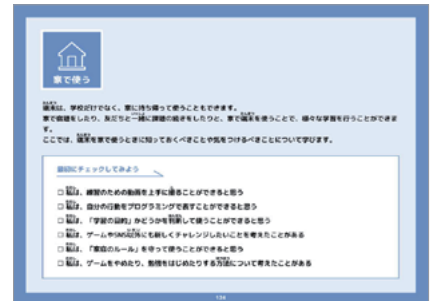 家で使う
端末は、学校だけでなく、家に持ち帰って使うこともできます。
家で宿題をしたり、友だちと一緒に課題の続きをしたりと、家で端末を使うことで、様々な学習を行うことができま
す。
ここでは、端末を家で使うときに知っておくべきことや気をつけるべきことについて学びます。
最初にチェックしてみよう
□ 私は、練習のための動画を上手に撮ることができると思う
□ 私は、自分の行動をプログラミングで表すことができると思う
□ 私は、「学習の目的」かどうかを判断して使うことができると思う
□ 私は、ゲームやSNS以外にも新しくチャレンジしたいことを考えたことがある
□ 私は、「家庭のルール」を守って使うことができると思う
□ 私は、ゲームをやめたり、勉強をはじめたりする方法について考えたことがある